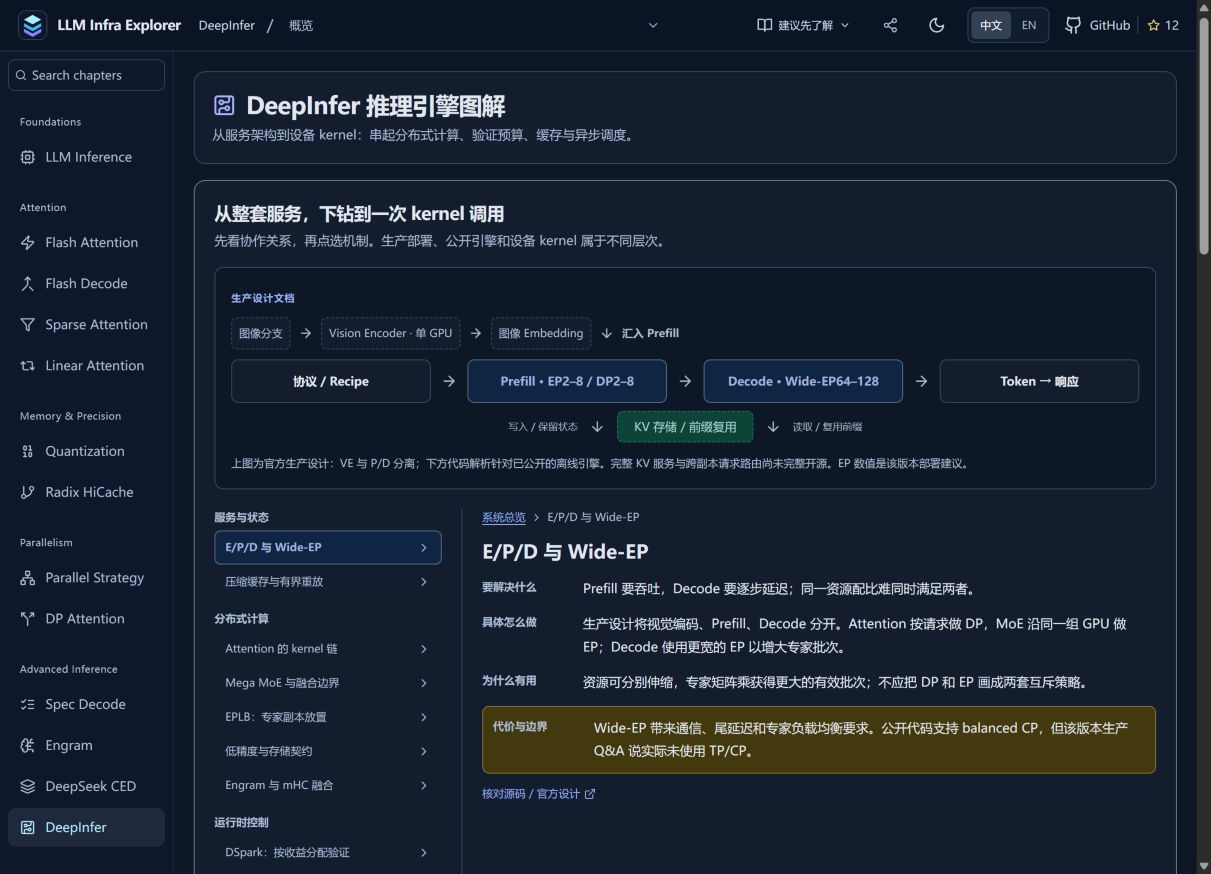 LLM Infra Explorer
DeepInfer / 概览
建议先了解
中文
EN
GitHub
12
Search chapters
Foundations
LLM Inference
Attention
Flash Attention
Flash Decode
Sparse Attention
Linear Attention
Memory & Precision
Quantization
Radix HiCache
Parallelism
Parallel Strategy
DP Attention
Advanced Inference
Spec Decode
Engram
DeepSeek CED
DeepInfer
DeepInfer 推理引擎图解
从服务架构到设备 kernel：串起分布式计算、验证预算、缓存与异步调度。
从整套服务，下钻到一次 kernel 调用
先看协作关系，再点选机制。生产部署、公开引擎和设备 kernel 属于不同层次。
生产设计文档
图像分支 → Vision Encoder · 单 GPU → 图像 Embedding ↓ 汇入 Prefill
协议 / Recipe → Prefill • EP2–8 / DP2–8 → Decode • Wide-EP64–128 → Token → 响应
写入 / 保留状态 ↓ KV 存储 / 前缀复用 ↓ 读取 / 复用前缀
上图为官方生产设计：VE 与 P/D 分离；下方代码解析针对已公开的离线引擎。完整 KV 服务与跨副本请求路由尚未完整开源。EP 数值是该版本部署建议。
服务与状态
E/P/D 与 Wide-EP
压缩缓存与有界重放
分布式计算
Attention 的 kernel 链
Mega MoE 与融合边界
EPLB：专家副本放置
低精度与存储契约
Engram 与 mHC 融合
运行时控制
DSpark：按收益分配验证
系统总览 > E/P/D 与 Wide-EP
E/P/D 与 Wide-EP
要解决什么
Prefill 要吞吐，Decode 要逐步延迟；同一资源配比难同时满足两者。
具体怎么做
生产设计将视觉编码、Prefill、Decode 分开。Attention 按请求做 DP，MoE 沿同一组 GPU 做
EP；Decode 使用更宽的 EP 以增大专家批次。
为什么有用
资源可分别伸缩，专家矩阵乘获得更大的有效批次；不应把 DP 和 EP 画成两套互斥策略。
代价与边界
Wide-EP 带来通信、尾延迟和专家负载均衡要求。公开代码支持 balanced CP，但该版本生产
Q&A 说实际未使用 TP/CP。
核对源码 / 官方设计